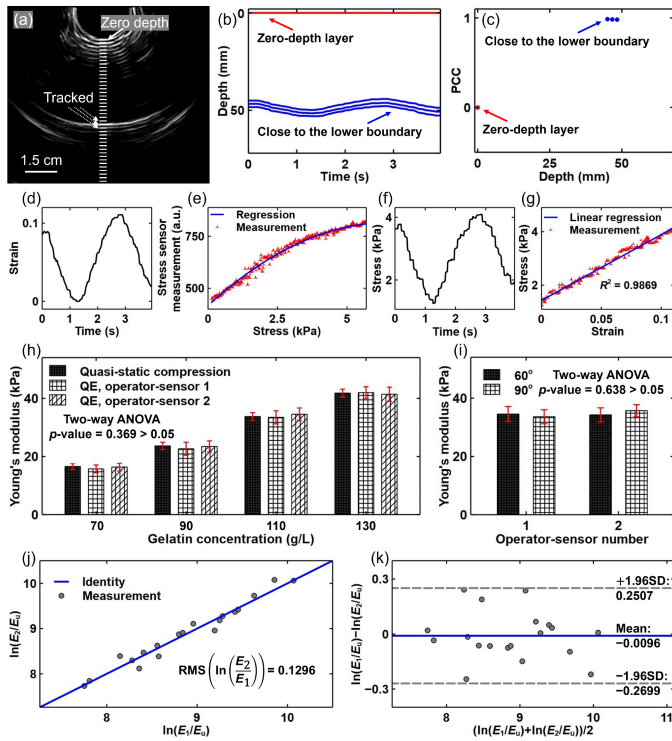 (a)
Zero depth
Tracked
1.5 cm
(b)
0
50
Depth (mm)
Zero-depth layer
Close to the lower boundary
0
1
2
3
Time (s)
(c)
1
0
PCC
Close to the lower boundary
Zero-depth layer
0
50
Depth (mm)
(d)
0.1
0
Strain
0
1
2
3
Time (s)
(e)
Stress sensor
measurement (a.u.)
750
500
Regression
Measurement
0
2.5
5
Stress (kPa)
(f)
Stress (kPa)
4
2
0
1
2
3
Time (s)
(g)
Stress (kPa)
4
2
Linear regression
Measurement
R² = 0.9869
0
0.1
Strain
(h)
Young's modulus (kPa)
40
20
0
Quasi-static compression
QE, operator-sensor 1
QE, operator-sensor 2
Two-way ANOVA
p-value = 0.369 > 0.05
70
90
110
130
Gelatin concentration (g/L)
(i)
Young's modulus (kPa)
40
20
0
60°
90°
Two-way ANOVA
p-value = 0.638 > 0.05
1
2
Operator-sensor number
(j)
ln(E₂/Eᵤ)
10
9
8
Identity
Measurement
RMS(ln(E₂/E₁)) = 0.1296
8
9
10
ln(E₁/Eᵤ)
(k)
ln(E₁/Eᵤ)−ln(E₂/Eᵤ)
0.3
0
−0.3
+1.96SD:
0.2507
Mean:
−0.0096
−1.96SD:
−0.2699
8
9
10
11
(ln(E₁/Eᵤ)+ln(E₂/Eᵤ))/2